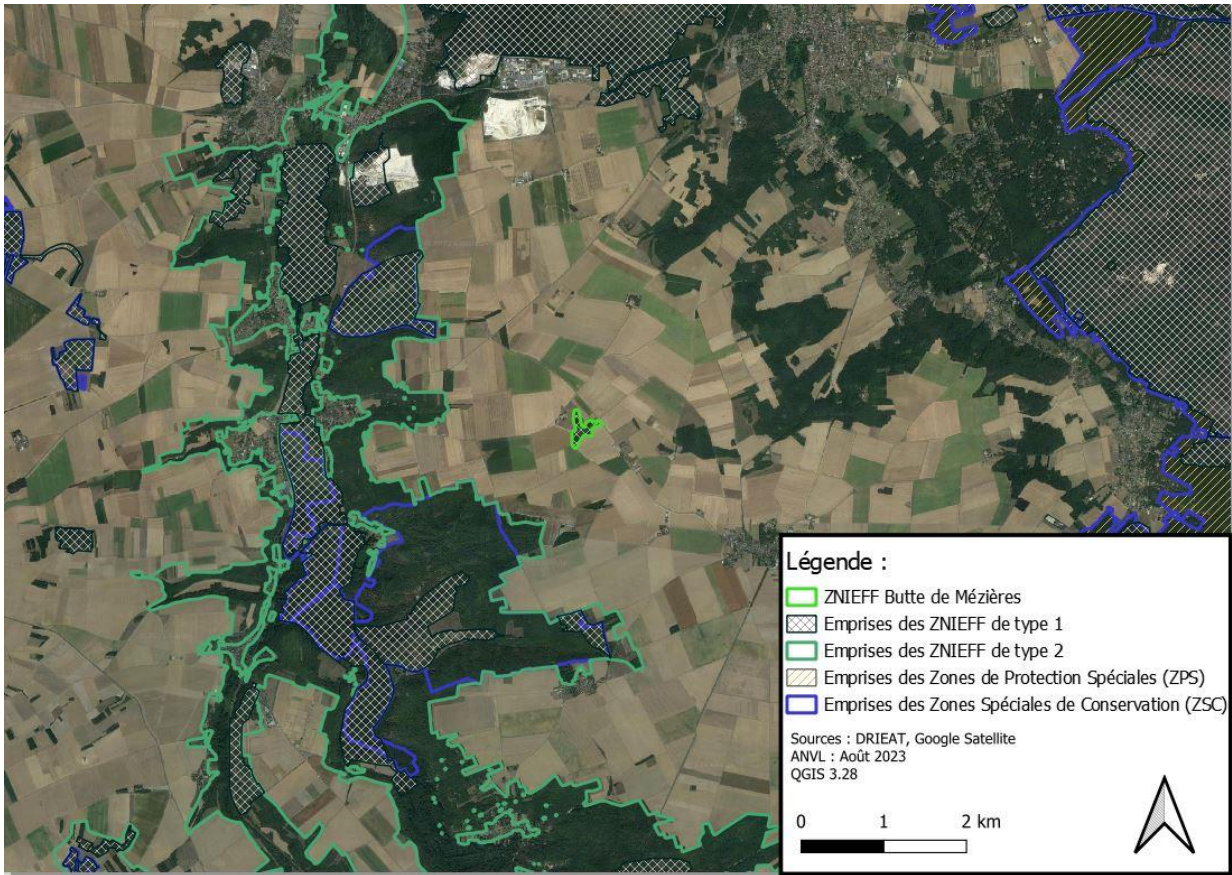 Légende :
ZNIEFF Butte de Mézières
Emprises des ZNIEFF de type 1
Emprises des ZNIEFF de type 2
Emprises des Zones de Protection Spéciales (ZPS)
Emprises des Zones Spéciales de Conservation (ZSC)
Sources : DRIEAT, Google Satellite
ANVL : Août 2023
QGIS 3.28
0 1 2 km